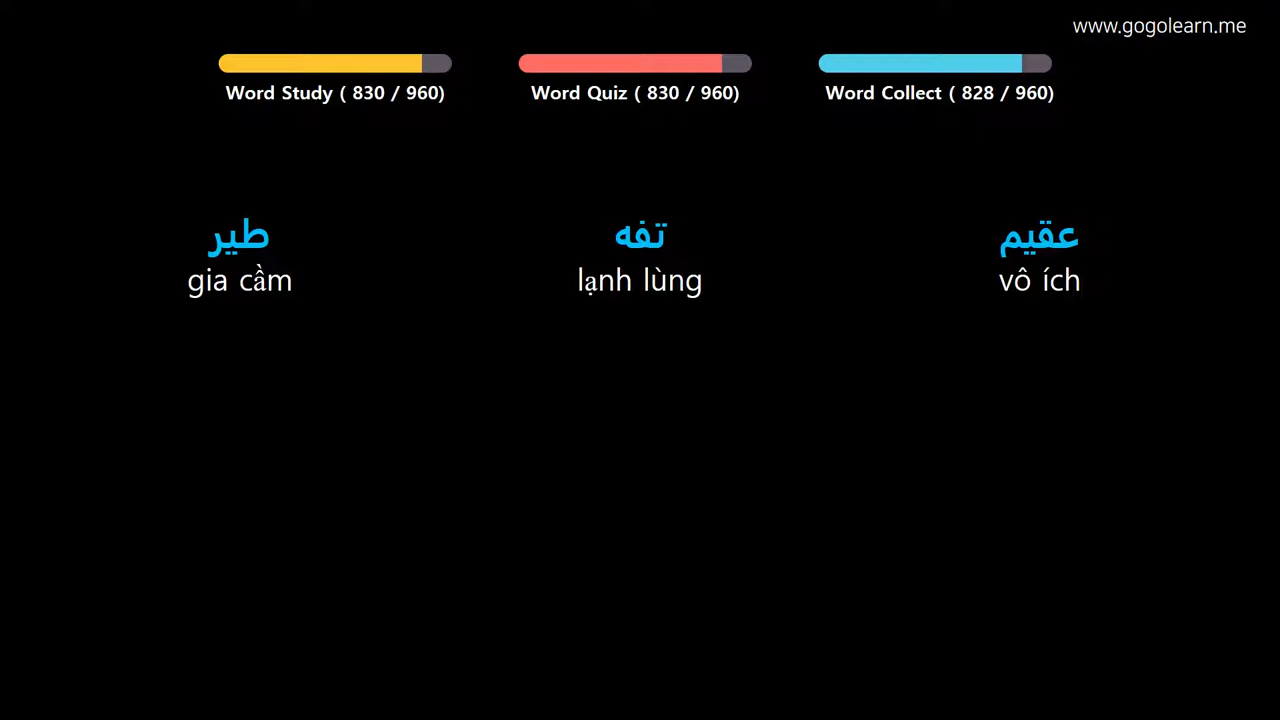 www.gogolearn.me
Word Study ( 830 / 960)
Word Quiz ( 830 / 960)
Word Collect ( 828 / 960)
طير
gia cầm
تفه
lạnh lùng
عقيم
vô ích